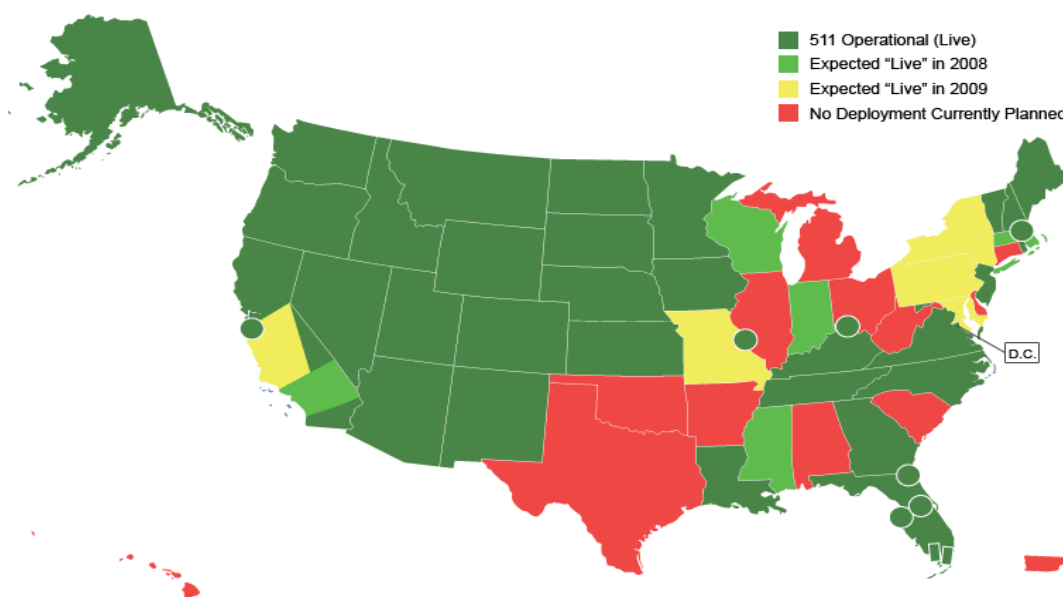 511 Operational (Live)
Expected “Live” in 2008
Expected “Live” in 2009
No Deployment Currently Planned
D.C.